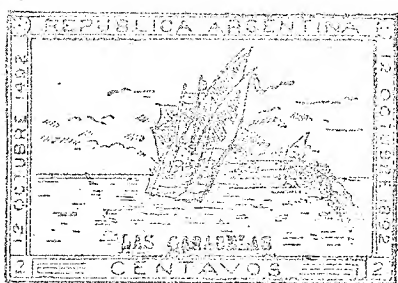 REPUBLICA ARGENTINA
12 OCTUBRE 1492
12 OCTUBRE 1892
LAS CARABELAS
2 CENTAVOS 2